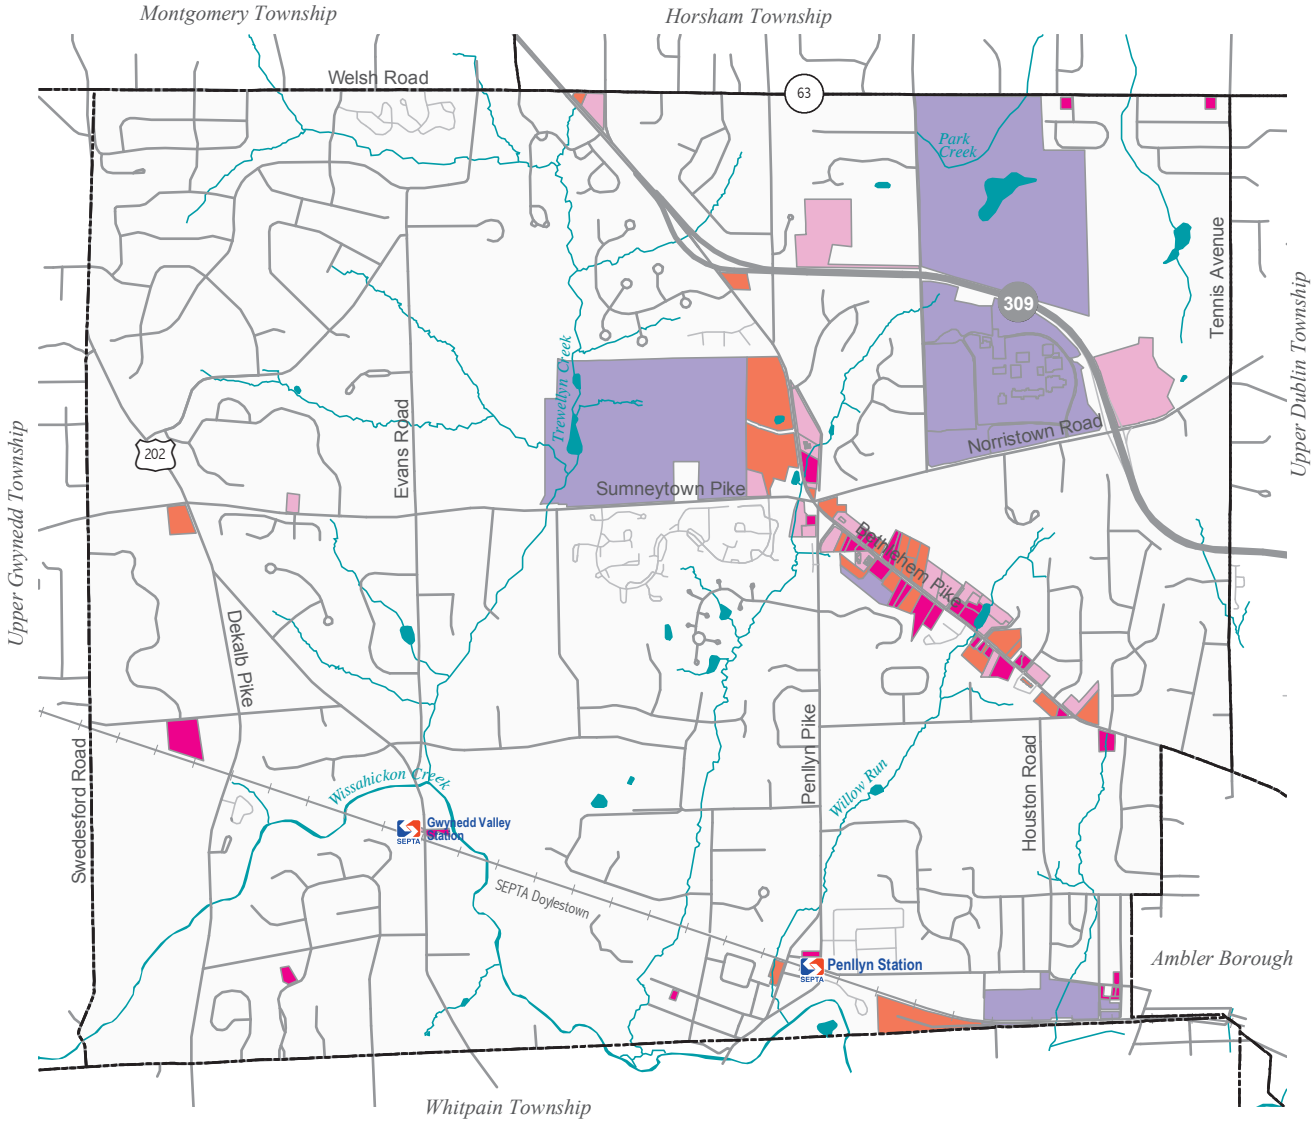 Montgomery Township
Horsham Township
Welsh Road
63
Park
Creek
Tennis Avenue
309
Upper Dublin Township
Trewellyn Creek
Evans Road
Norristown Road
202
Upper Gwynedd Township
Sumneytown Pike
Bethlehem Pike
Dekalb Pike
Penllyn Pike
Swedesford Road
Houston Road
Willow Run
Wissahickon Creek
Gwynedd Valley
Station
SEPTA
SEPTA Doylestown
Penllyn Station
SEPTA
Ambler Borough
Whitpain Township